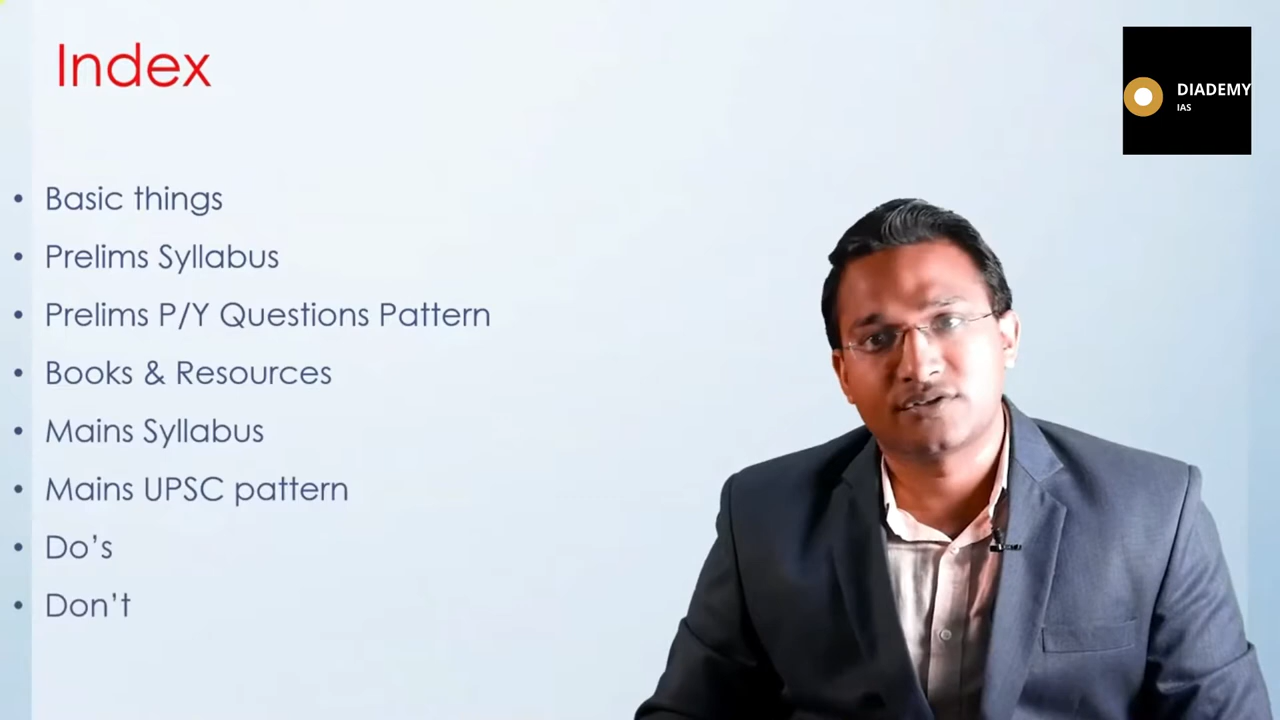 Index
DIADEMY
IAS
• Basic things
• Prelims Syllabus
• Prelims P/Y Questions Pattern
• Books & Resources
• Mains Syllabus
• Mains UPSC pattern
• Do’s
• Don’t